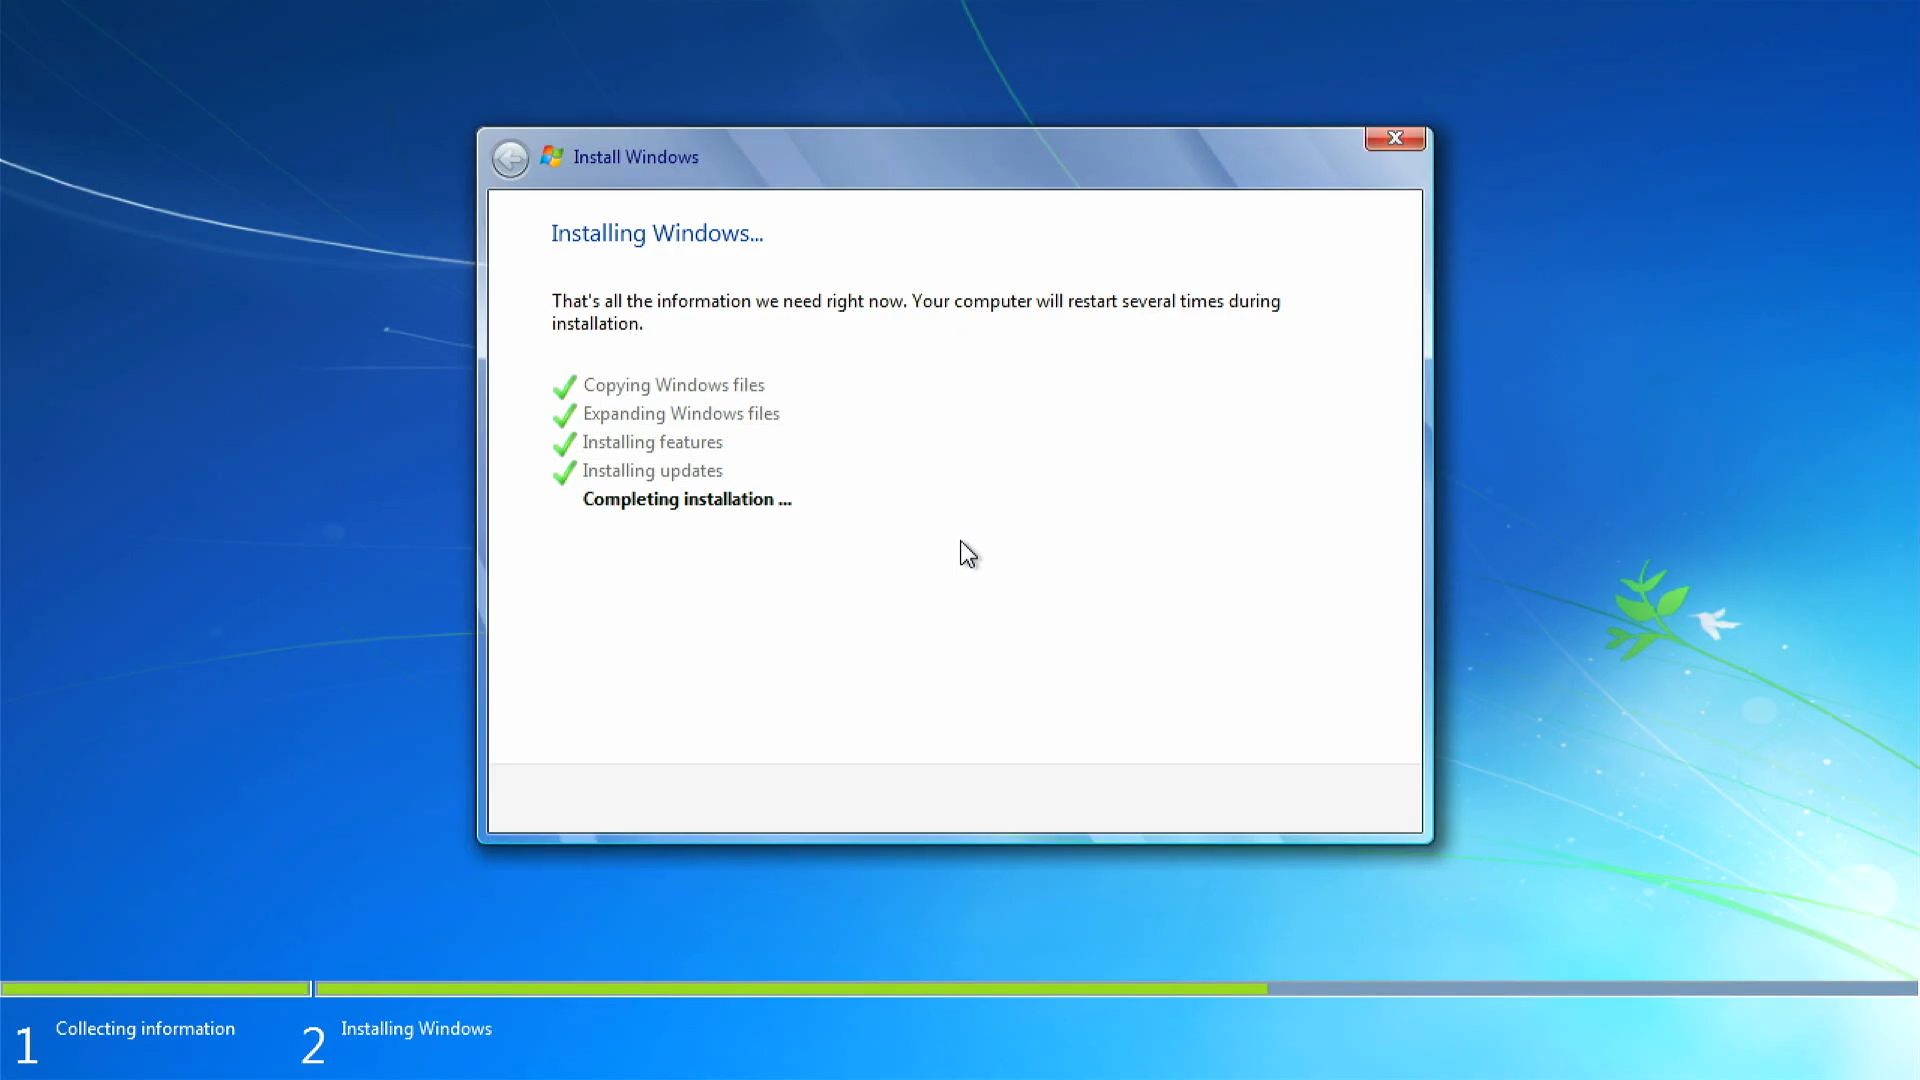 Install Windows
Installing Windows...
That's all the information we need right now. Your computer will restart several times during
installation.
Copying Windows files
Expanding Windows files
Installing features
Installing updates
Completing installation ...
1 Collecting information
2 Installing Windows